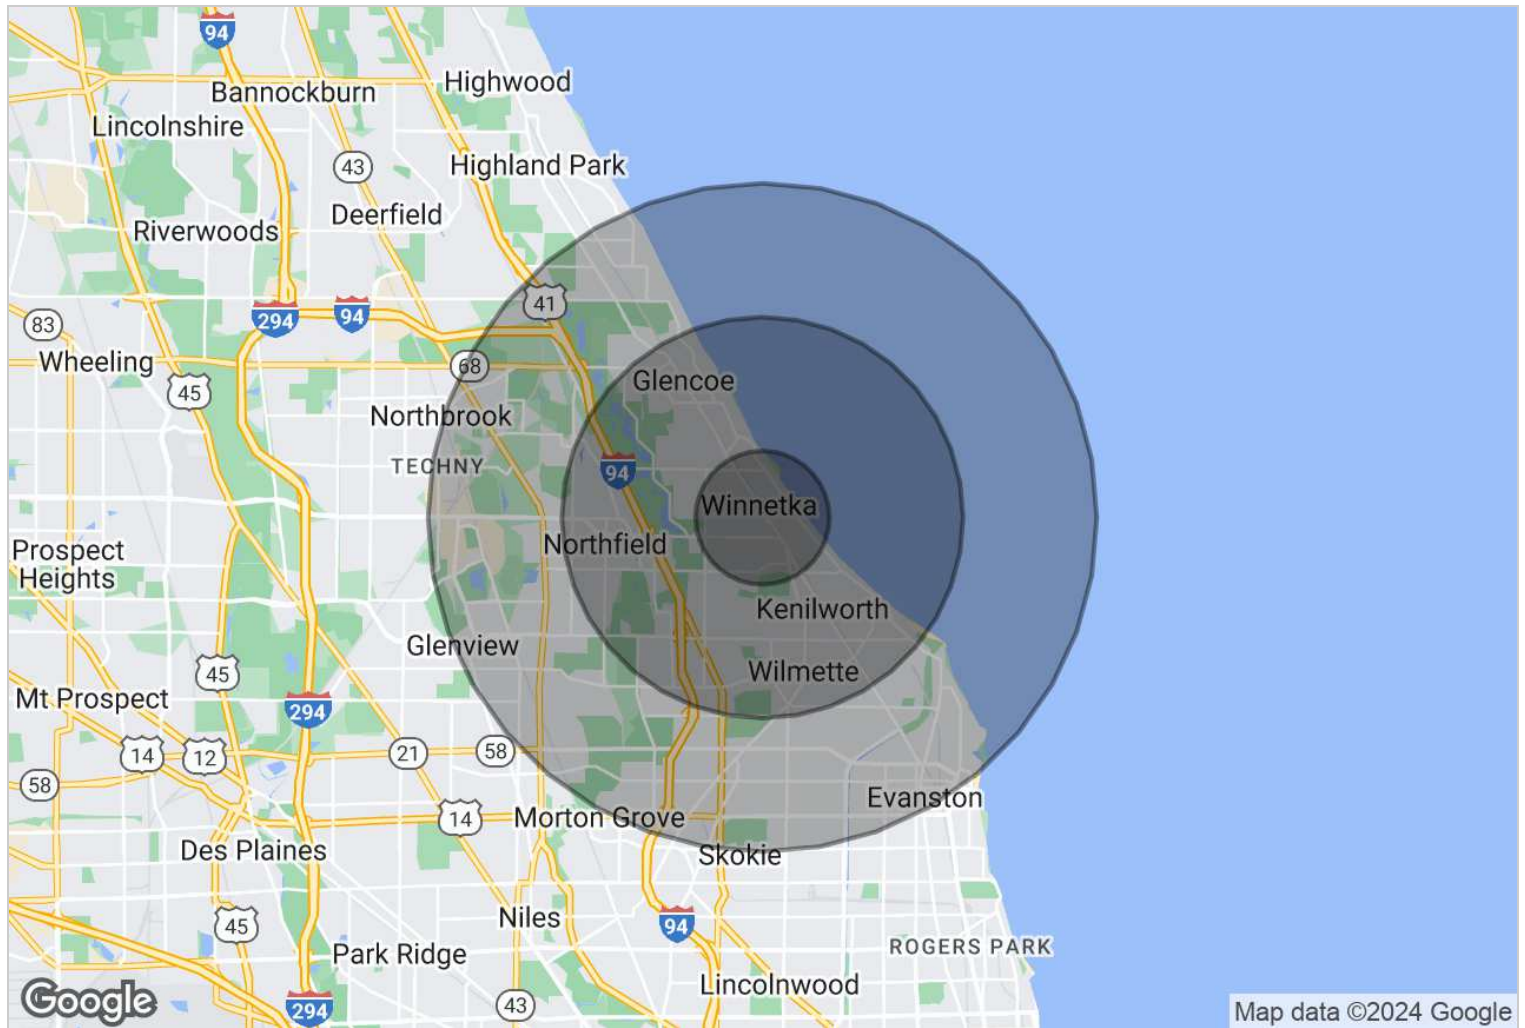 94
Highwood
Bannockburn
Lincolnshire
43
Highland Park
Deerfield
Riverwoods
41
294
94
83
Wheeling
68
45
Glencoe
Northbrook
TECHNY
94
Winnetka
Northfield
Prospect
Heights
Kenilworth
Glenview
45
Wilmette
Mt Prospect
294
14
12
21
58
58
Evanston
14
Morton Grove
Des Plaines
Skokie
Niles
45
94
ROGERS PARK
Park Ridge
Lincolnwood
Google
294
43
Map data ©2024 Google